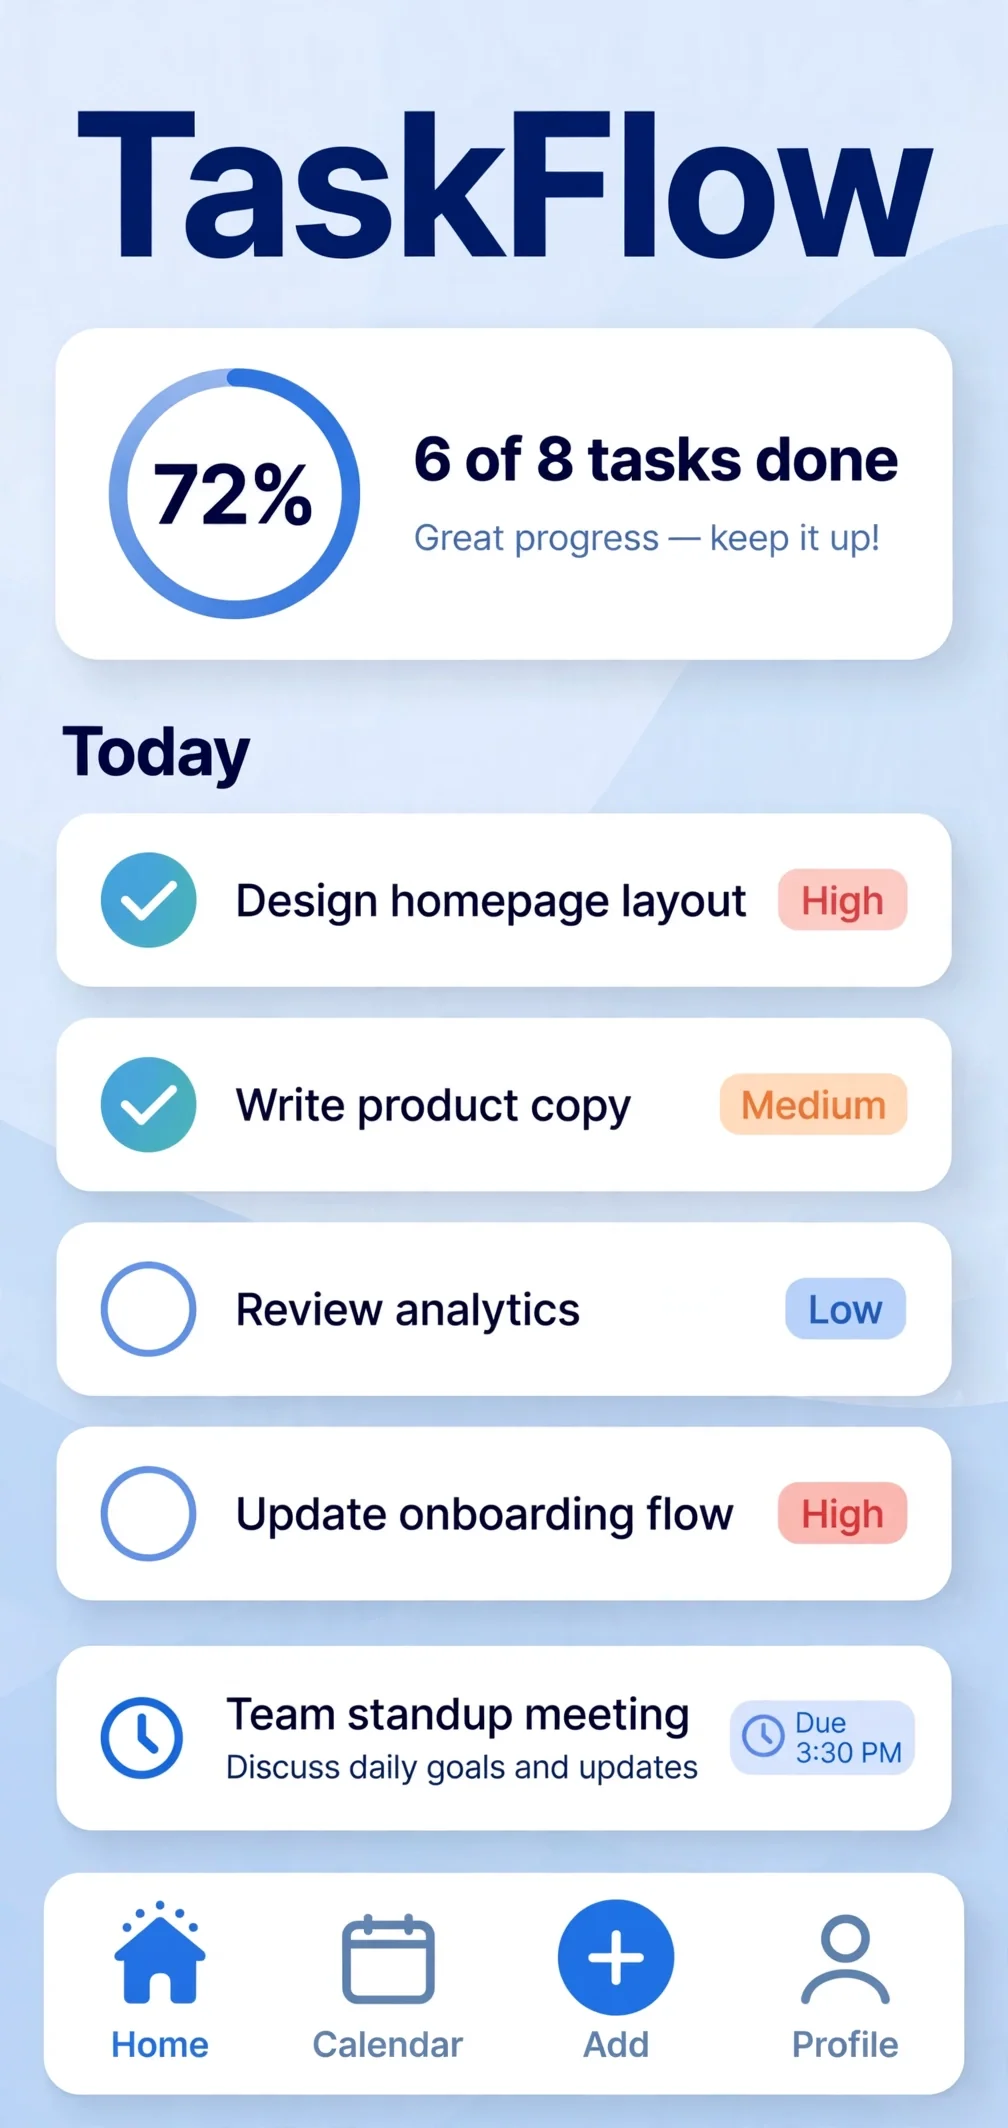 TaskFlow
72%
6 of 8 tasks done
Great progress — keep it up!
Today
Design homepage layout
High
Write product copy
Medium
Review analytics
Low
Update onboarding flow
High
Team standup meeting
Discuss daily goals and updates
Due
3:30 PM
Home
Calendar
Add
Profile